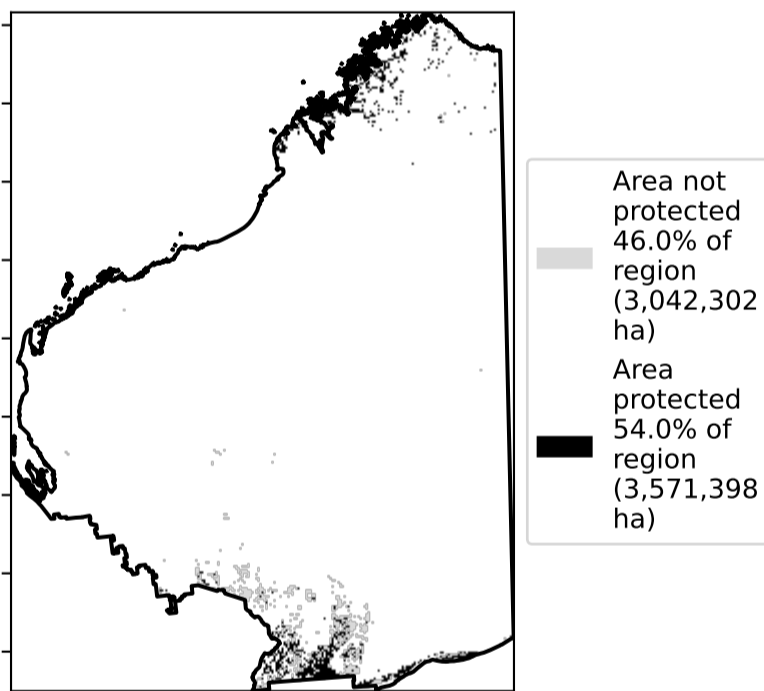 Area not
protected
46.0% of
region
(3,042,302
ha)
Area
protected
54.0% of
region
(3,571,398
ha)